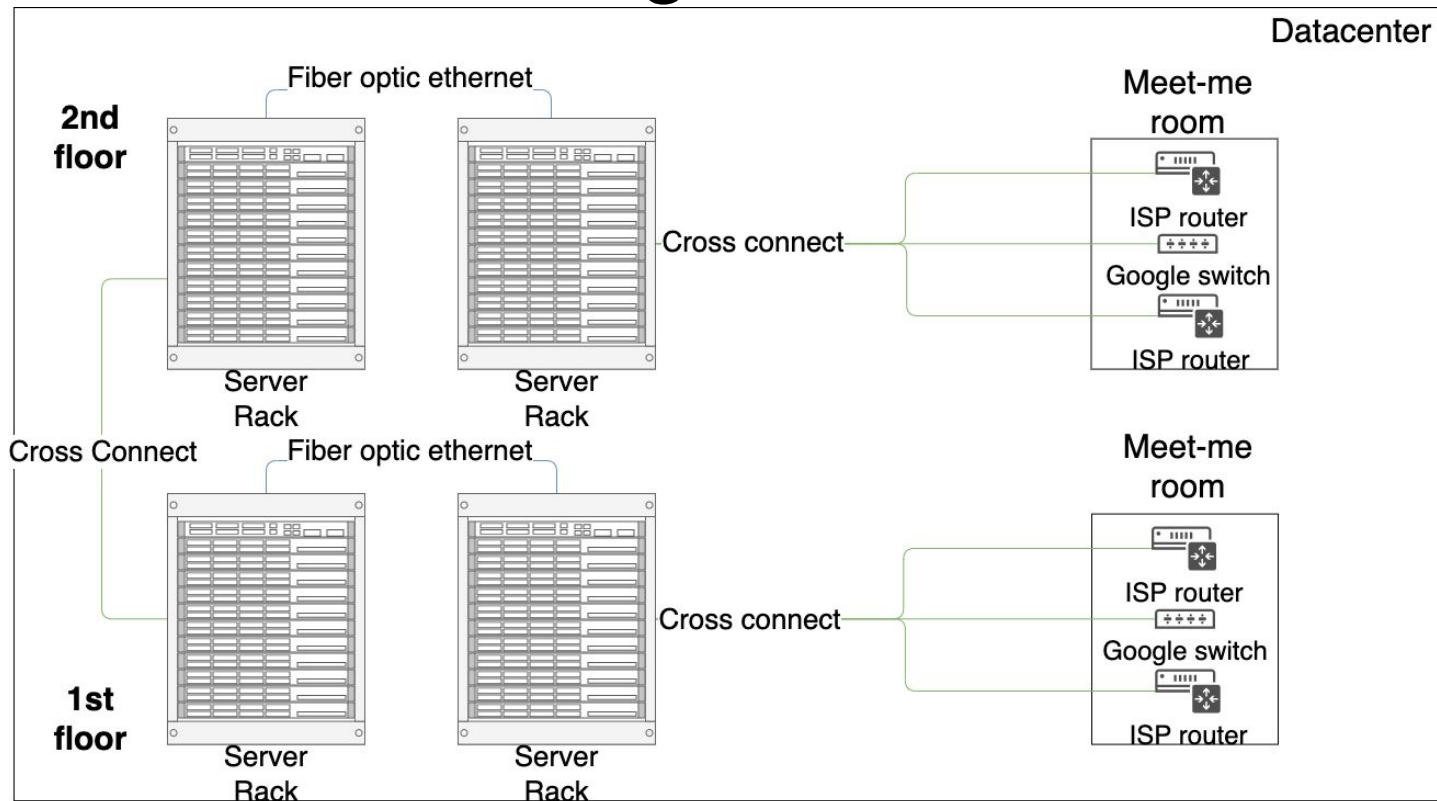 Datacenter
Fiber optic ethernet
Meet-me
room
2nd
floor
ISP router
Cross connect
Google switch
ISP router
Server
Rack
Server
Rack
Cross Connect
Fiber optic ethernet
Meet-me
room
ISP router
Cross connect
Google switch
ISP router
1st
floor
Server
Rack
Server
Rack